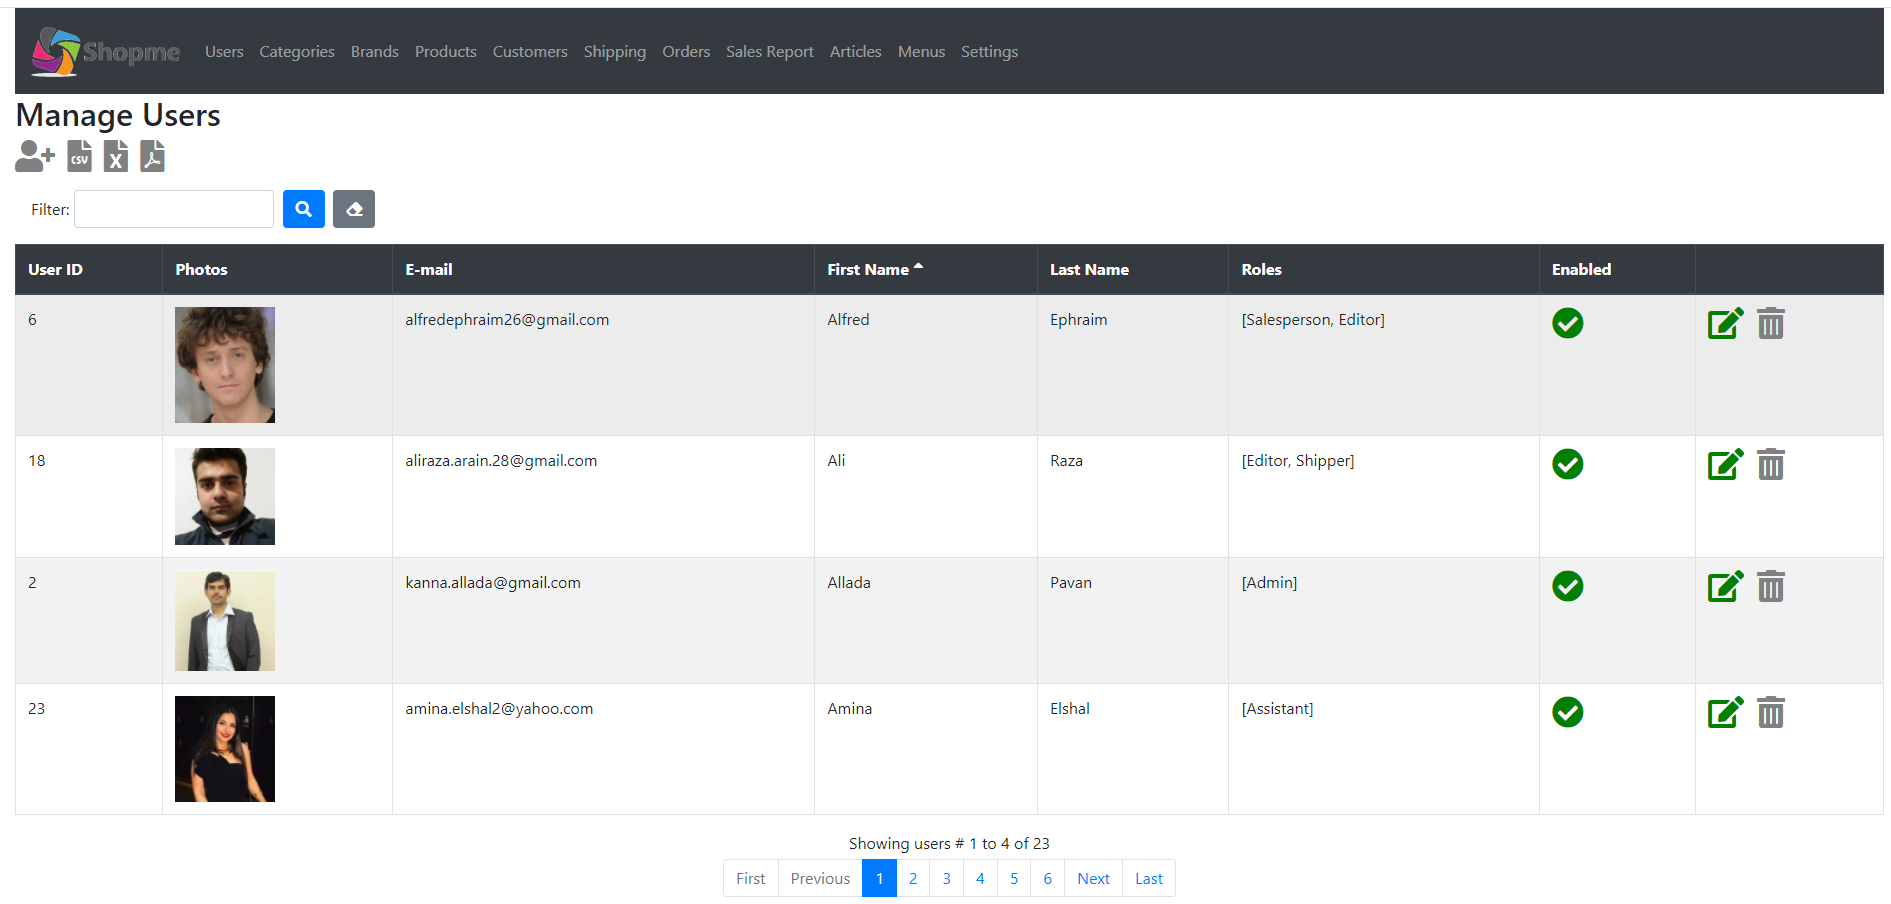 Shopme Users Categories Brands Products Customers Shipping Orders Sales Report Articles Menus Settings
Manage Users
CSV X
Filter:
User ID Photos E-mail First Name Last Name Roles Enabled
6 alfredephraim26@gmail.com Alfred Ephraim [Salesperson, Editor]
18 aliraza.arain.28@gmail.com Ali Raza [Editor, Shipper]
2 kanna.allada@gmail.com Allada Pavan [Admin]
23 amina.elshal2@yahoo.com Amina Elshal [Assistant]
Showing users # 1 to 4 of 23
First Previous 1 2 3 4 5 6 Next Last